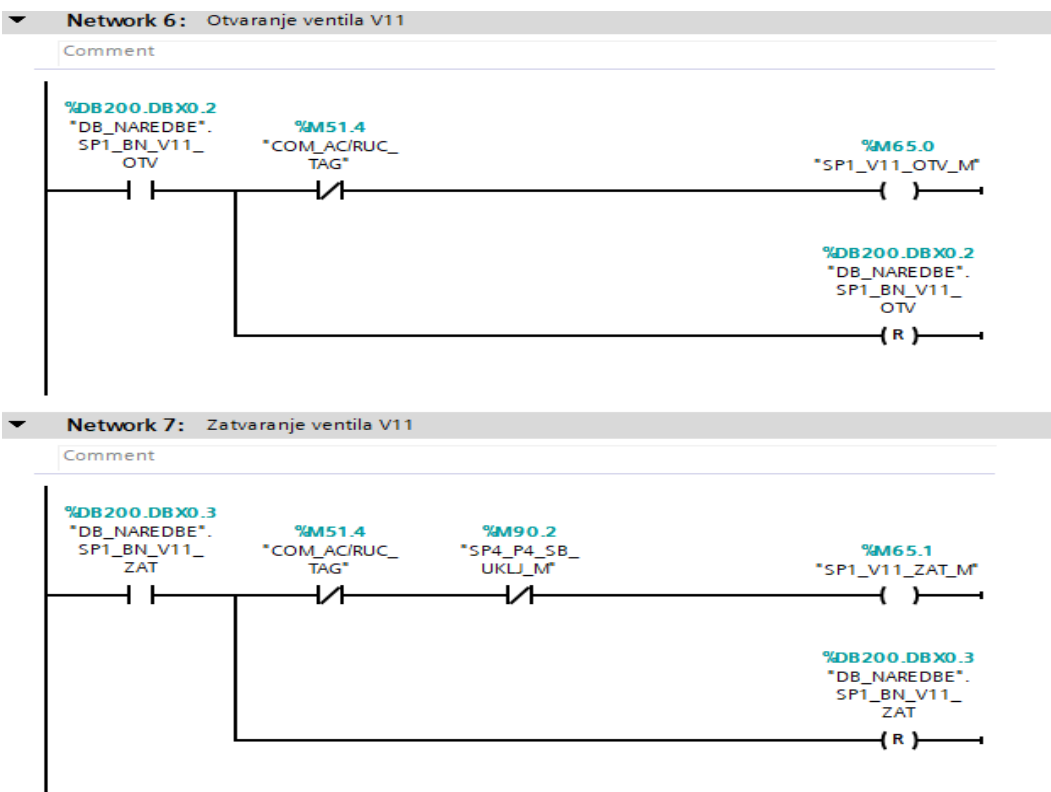 Network 6: Otvaranje ventila V11
Comment
%DB200.DBX0.2
"DB_NAREDBE".
SP1_BN_V11_
OTV
%M51.4
"COM_AC/RUC_
TAG"
%M65.0
"SP1_V11_OTV_M"
%DB200.DBX0.2
"DB_NAREDBE".
SP1_BN_V11_
OTV
R
Network 7: Zatvaranje ventila V11
Comment
%DB200.DBX0.3
"DB_NAREDBE".
SP1_BN_V11_
ZAT
%M51.4
"COM_AC/RUC_
TAG"
%M90.2
"SP4_P4_SB_
UKLJ_M"
%M65.1
"SP1_V11_ZAT_M"
%DB200.DBX0.3
"DB_NAREDBE".
SP1_BN_V11_
ZAT
R